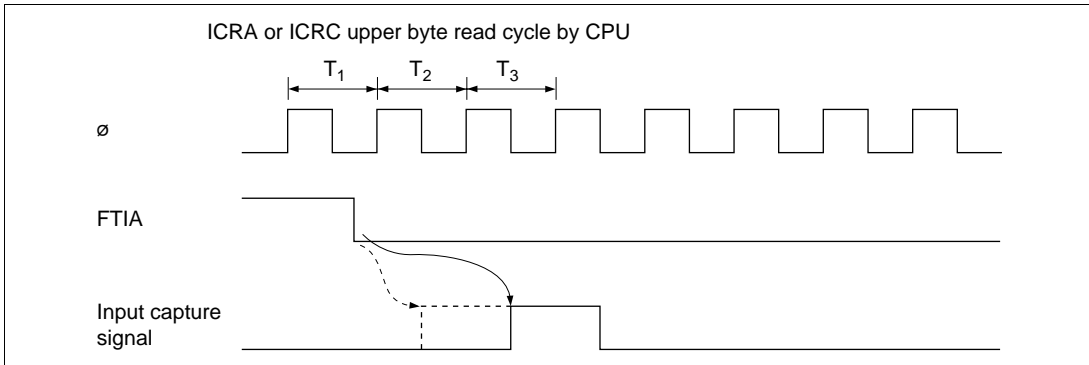 ICRA or ICRC upper byte read cycle by CPU
T1 T2 T3
ø
FTIA
Input capture
signal